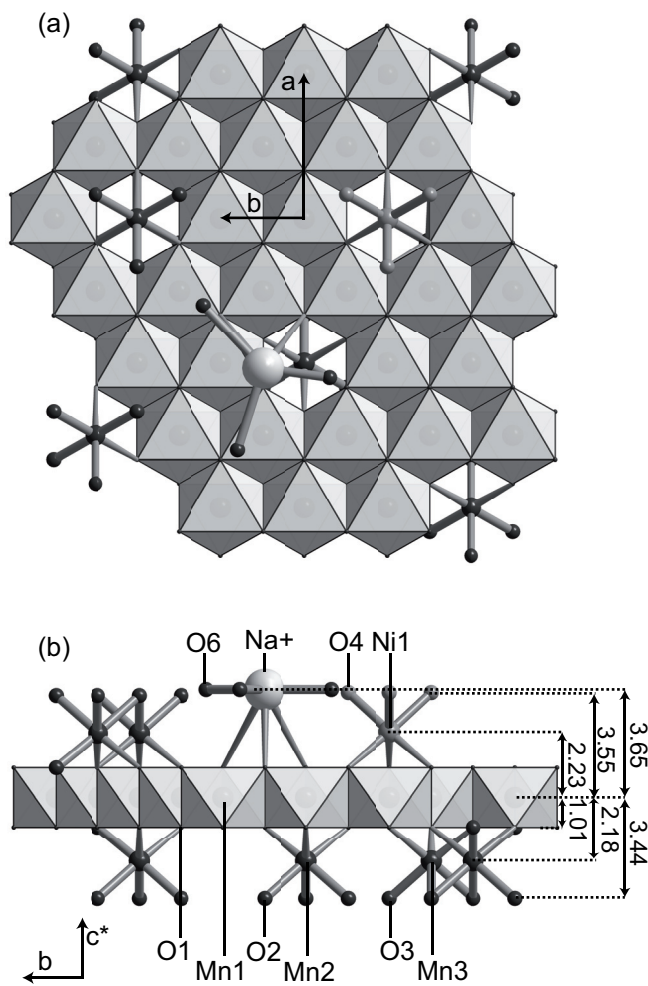 (a)
a
b
(b)
O6
Na+
O4
Ni1
2.23
3.55
3.65
1.01
2.18
3.44
c*
b
O1
Mn1
O2
Mn2
O3
Mn3